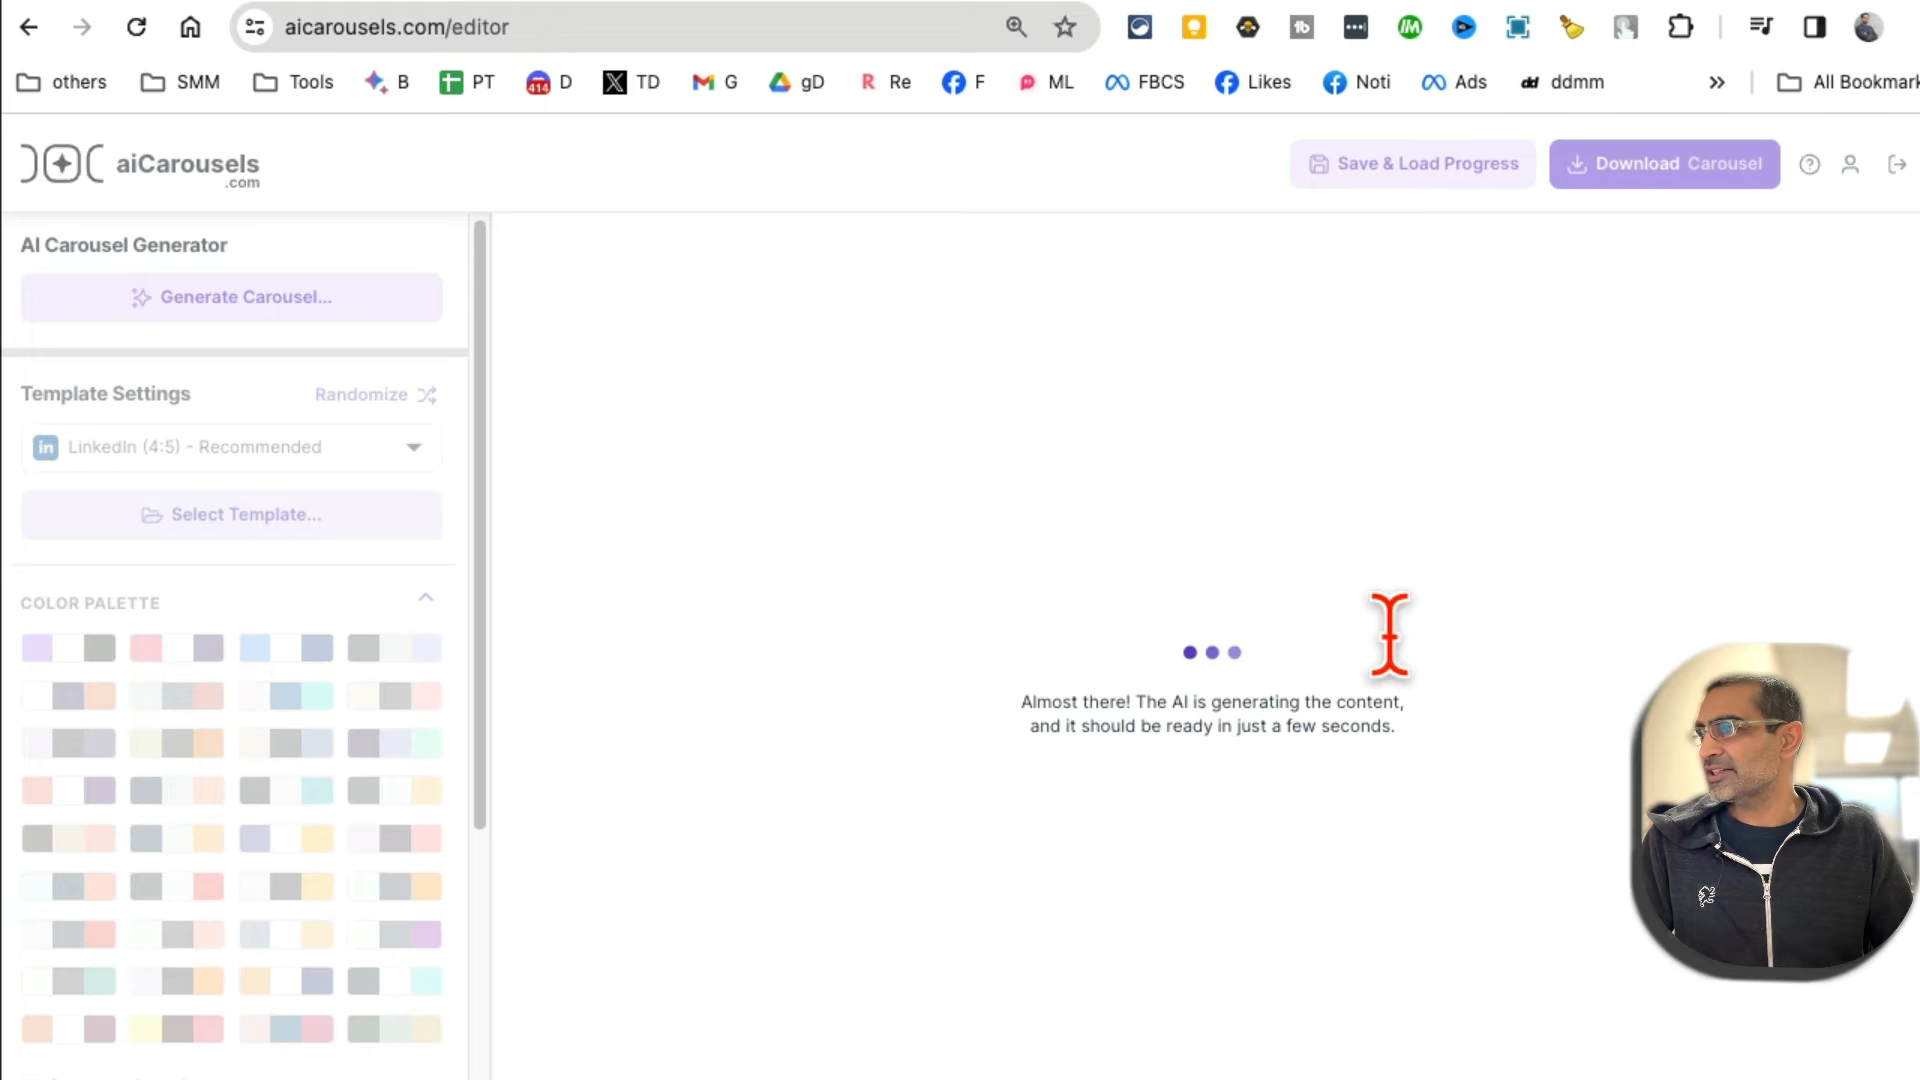 aicarousels.com/editor
others
SMM
Tools
B
PT
414
D
TD
G
gD
R
Re
F
ML
FBCS
Likes
Noti
Ads
dd
ddmm
All Bookmark
aiCarousels
.com
Save & Load Progress
Download Carousel
AI Carousel Generator
Generate Carousel...
Template Settings
Randomize
in
LinkedIn (4:5) - Recommended
Select Template...
COLOR PALETTE
Almost there! The AI is generating the content,
and it should be ready in just a few seconds.